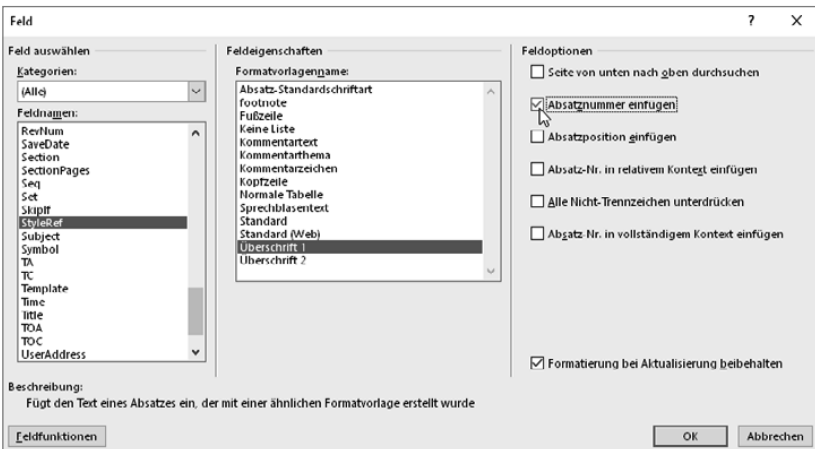 Feld
? X
Feld auswählen
Kategorien:
(Alle)
Feldnamen:
RevNum
SaveDate
Section
SectionPages
Seq
Set
SkipIf
StyleRef
Subject
Symbol
TA
TC
Template
Time
Title
TOA
TOC
UserAddress
Feldeigenschaften
Formatvorlagenname:
Absatz-Standardschriftart
footnote
Fußzeile
Keine Liste
Kommentartext
Kommentarthema
Kommentarzeichen
Kopfzeile
Normale Tabelle
Sprechblasentext
Standard
Standard (Web)
Überschrift 1
Überschrift 2
Feldoptionen
Seite von unten nach oben durchsuchen
Absatznummer einfügen
Absatzposition einfügen
Absatz-Nr. in relativem Kontext einfügen
Alle Nicht-Trennzeichen unterdrücken
Absatz-Nr. in vollständigem Kontext einfügen
Formatierung bei Aktualisierung beibehalten
Beschreibung:
Fügt den Text eines Absatzes ein, der mit einer ähnlichen Formatvorlage erstellt wurde
Feldfunktionen
OK
Abbrechen